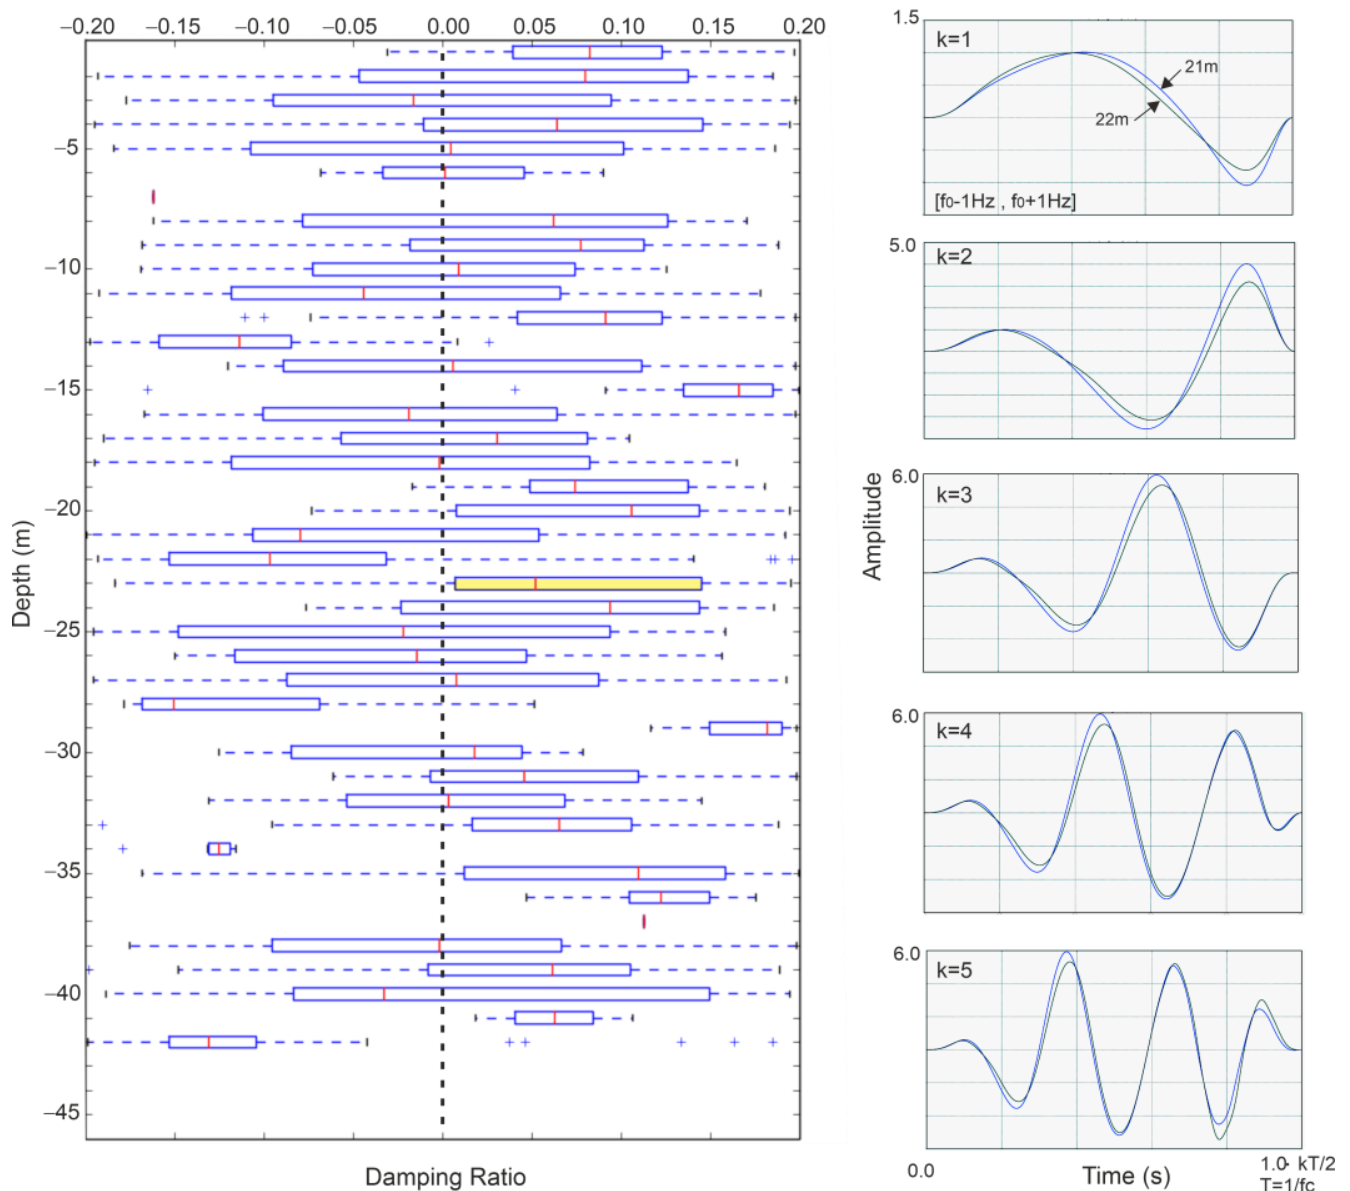 −0.20 −0.15 −0.10 −0.05 0.00 0.05 0.10 0.15 0.20
−5
−10
−15
−20
−25
−30
−35
−40
−45
Depth (m)
Damping Ratio
1.5
k=1
21m
22m
[f0-1Hz , f0+1Hz]
5.0
k=2
6.0
k=3
Amplitude
6.0
k=4
6.0
k=5
0.0
Time (s)
1.0· kT/2
T=1/fc